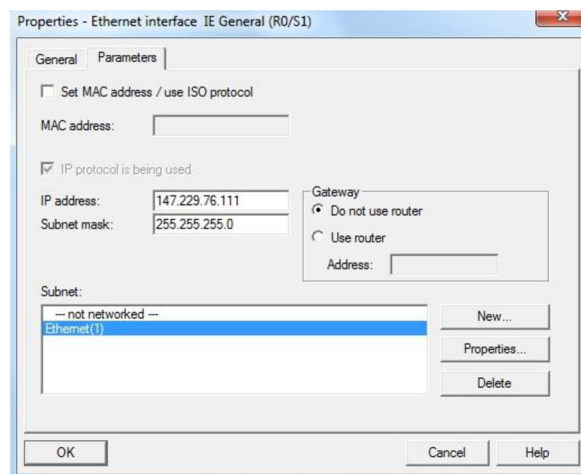 Properties - Ethernet interface IE General (R0/S1)
General Parameters
Set MAC address / use ISO protocol
MAC address:
IP protocol is being used
IP address: 147.229.76.111
Subnet mask: 255.255.255.0
Gateway
Do not use router
Use router
Address:
Subnet:
--- not networked ---
Ethernet(1)
New...
Properties...
Delete
OK Cancel Help